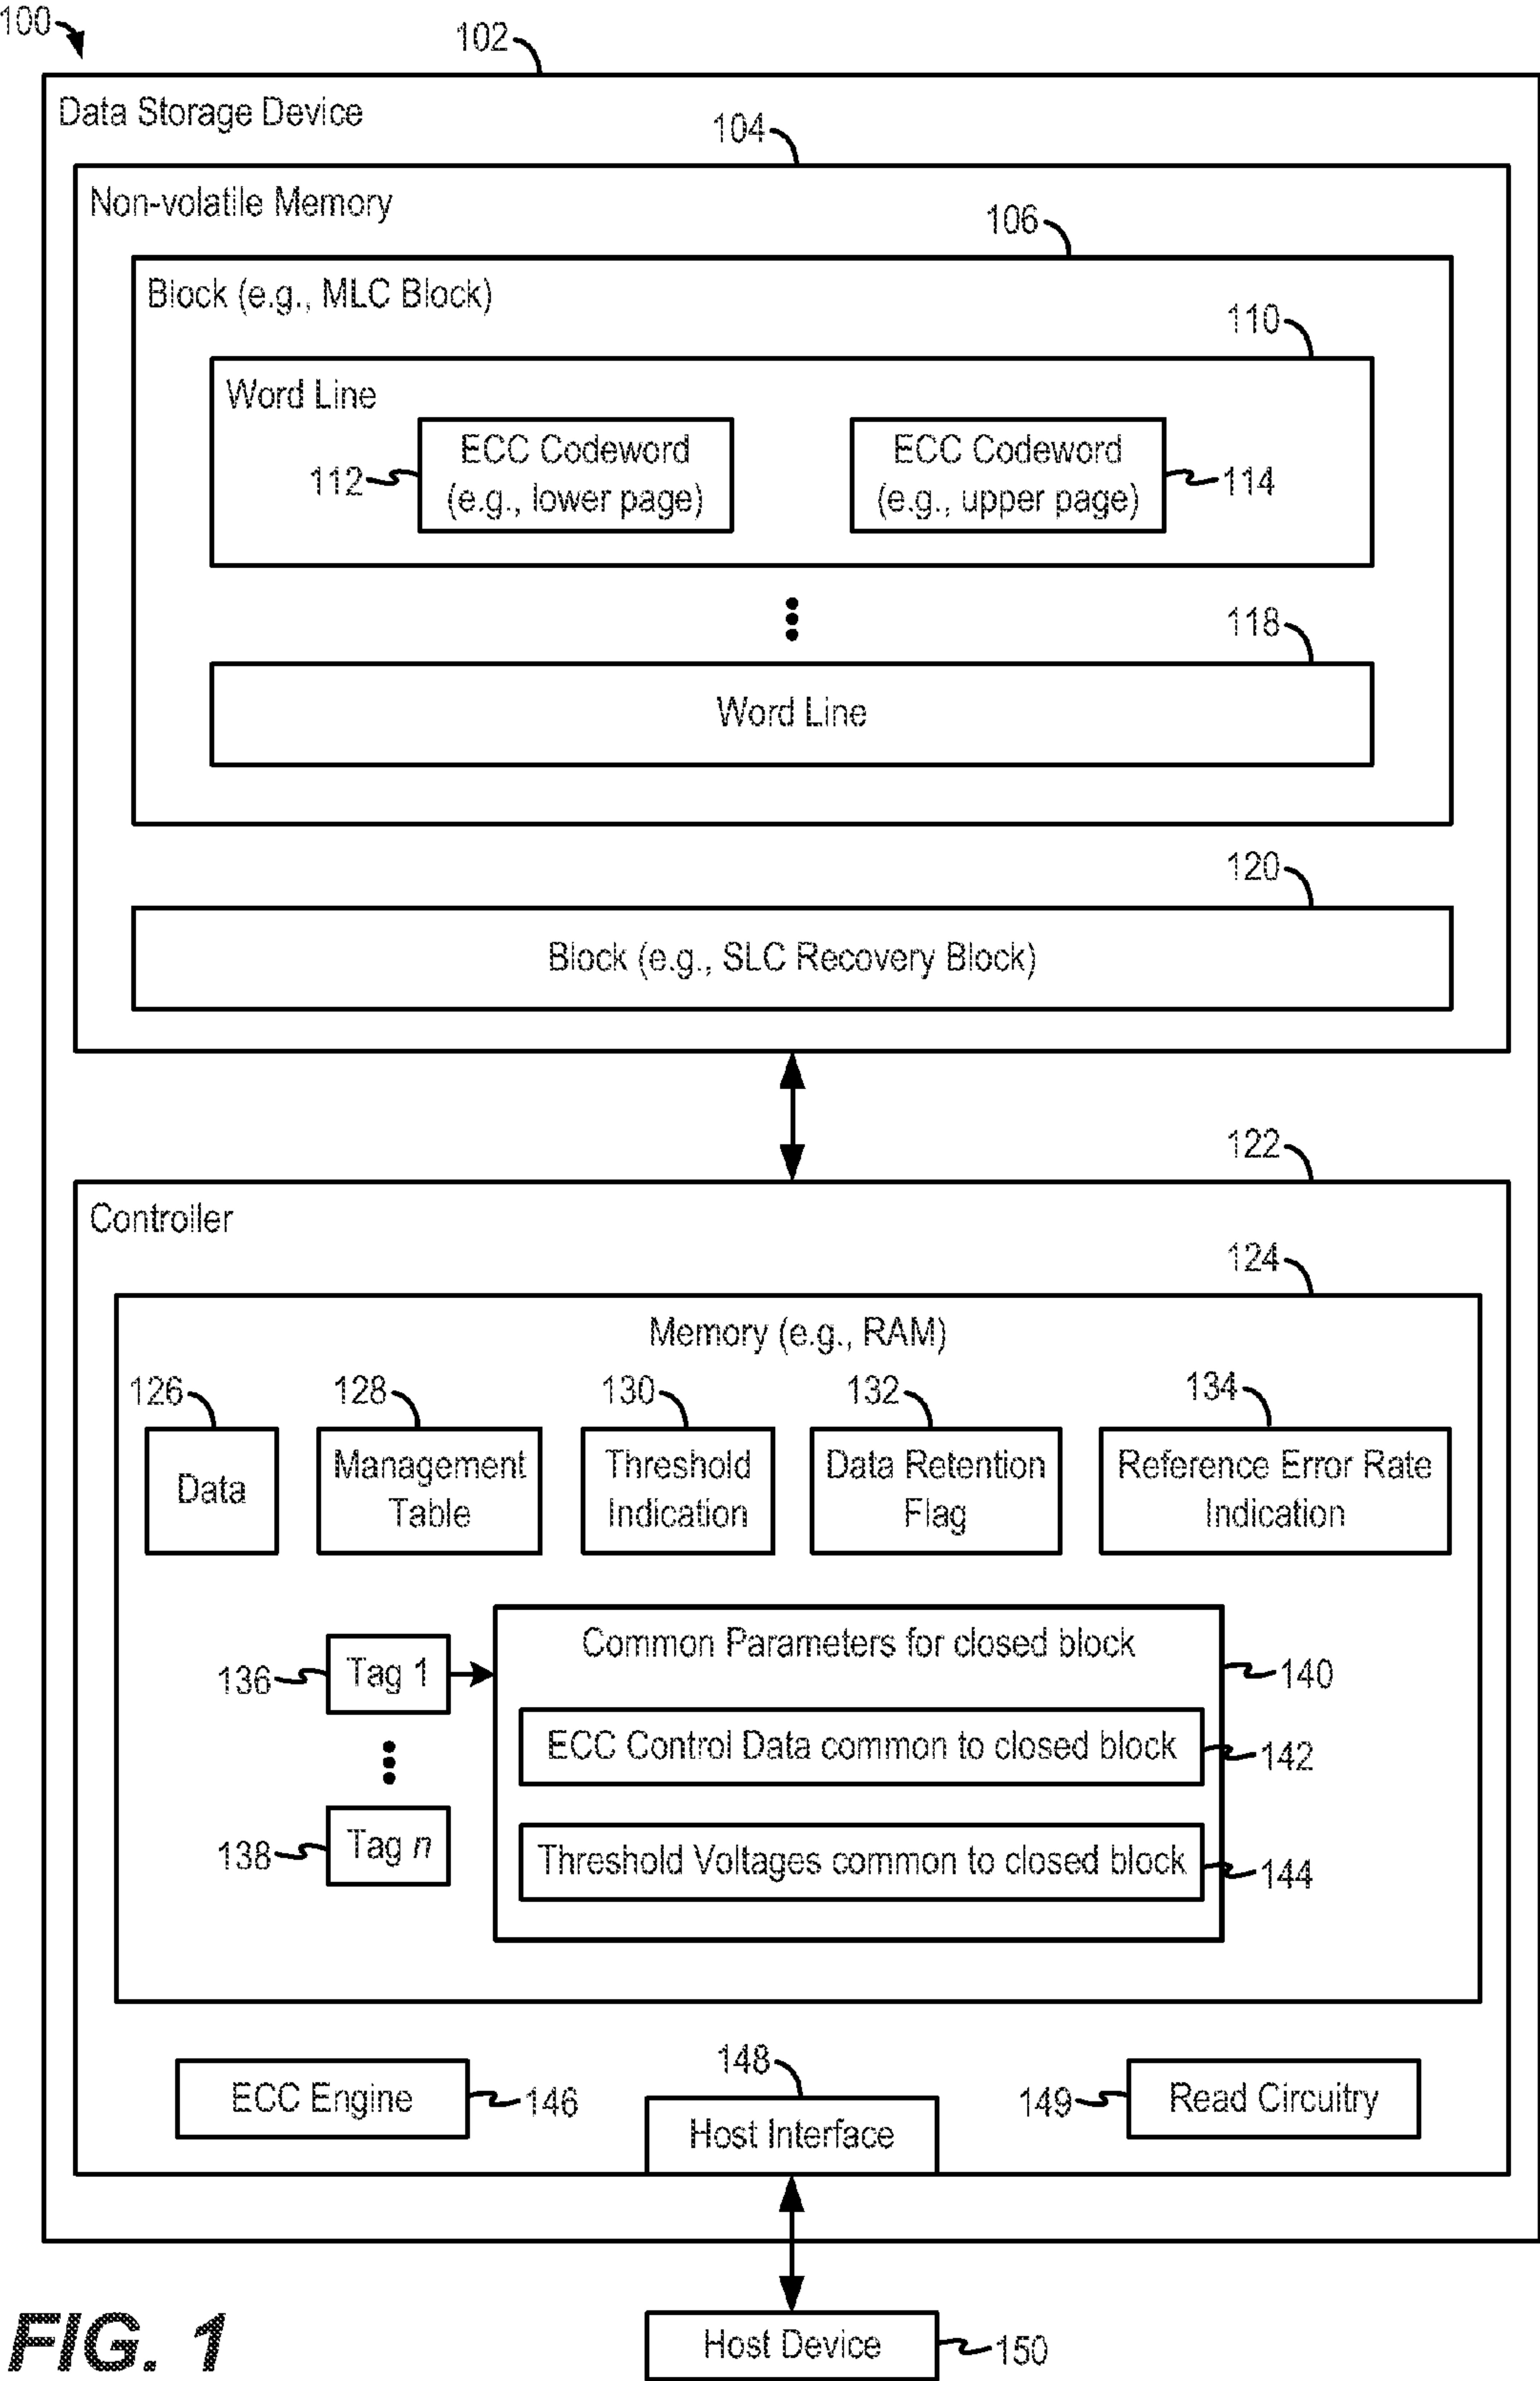 100
102
Data Storage Device
104
Non-volatile Memory
106
Block (e.g., MLC Block)
110
Word Line
112
ECC Codeword
(e.g., lower page)
ECC Codeword
(e.g., upper page)
114
118
Word Line
120
Block (e.g., SLC Recovery Block)
122
Controller
124
Memory (e.g., RAM)
126
128
130
132
134
Data
Management
Table
Threshold
Indication
Data Retention
Flag
Reference Error Rate
Indication
136
Tag 1
Common Parameters for closed block
140
ECC Control Data common to closed block
142
138
Tag n
Threshold Voltages common to closed block
144
ECC Engine
146
148
Host Interface
149
Read Circuitry
FIG. 1
Host Device
150